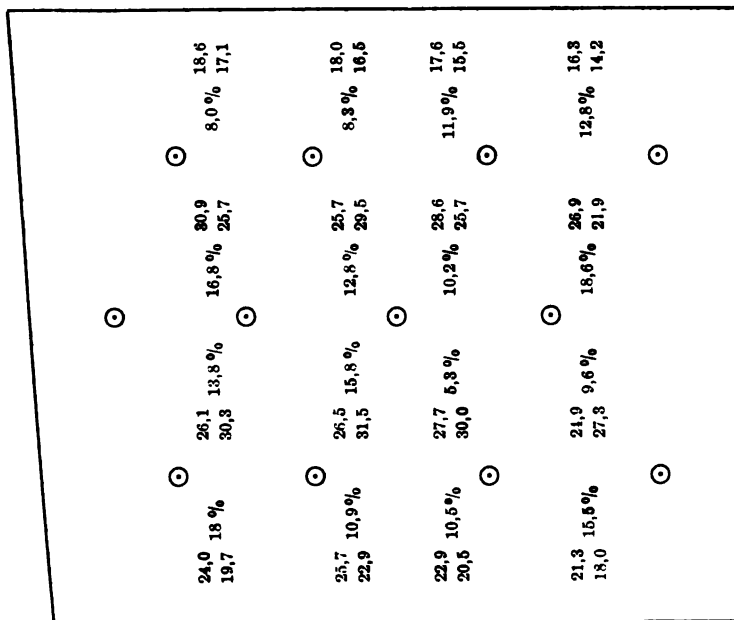 24,0 26,1 30,9 18,6
18 % 13,8 % 16,8 % 8,0 %
19,7 30,3 25,7 17,1
25,7 26,5 25,7 18,0
10,9 % 15,8 % 12,8 % 8,3 %
22,9 31,5 29,5 16,5
22,9 27,7 28,6 17,6
10,5 % 5,3 % 10,2 % 11,9 %
20,5 30,0 25,7 15,5
21,3 24,9 26,9 16,3
15,5 % 9,6 % 18,6 % 12,8 %
18,0 27,3 21,9 14,2